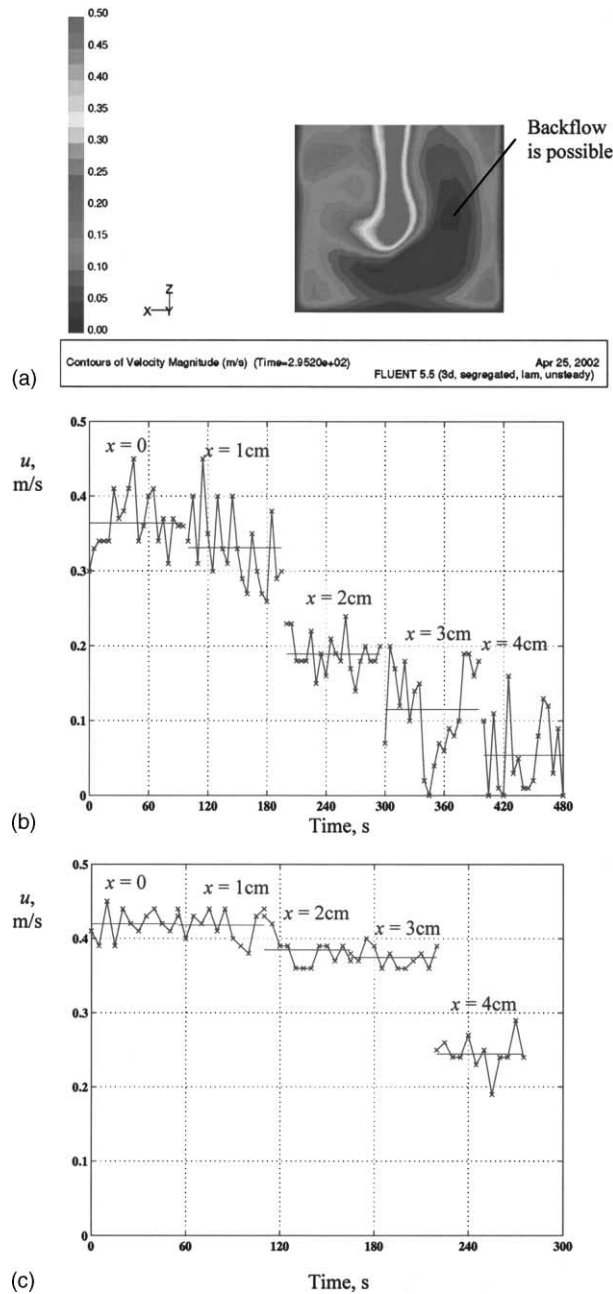 0.50
0.45
0.40
0.35
0.30
0.25
0.20
0.15
0.10
0.05
0.00
Backflow
is possible
Z
X Y
(a)
Contours of Velocity Magnitude (m/s) (Time=2.9520e+02)
Apr 25, 2002
FLUENT 5.5 (3d, segregated, lam, unsteady)
0.5
u,
m/s
x = 0
x = 1cm
0.4
0.3
x = 2cm
x = 3cm
x = 4cm
0.2
0.1
0
0 60 120 180 240 300 360 420 480
(b)
Time, s
0.5
u,
m/s
x = 0
x = 1cm
x = 2cm
x = 3cm
0.4
0.3
x = 4cm
0.2
0.1
0
0 60 120 180 240 300
(c)
Time, s